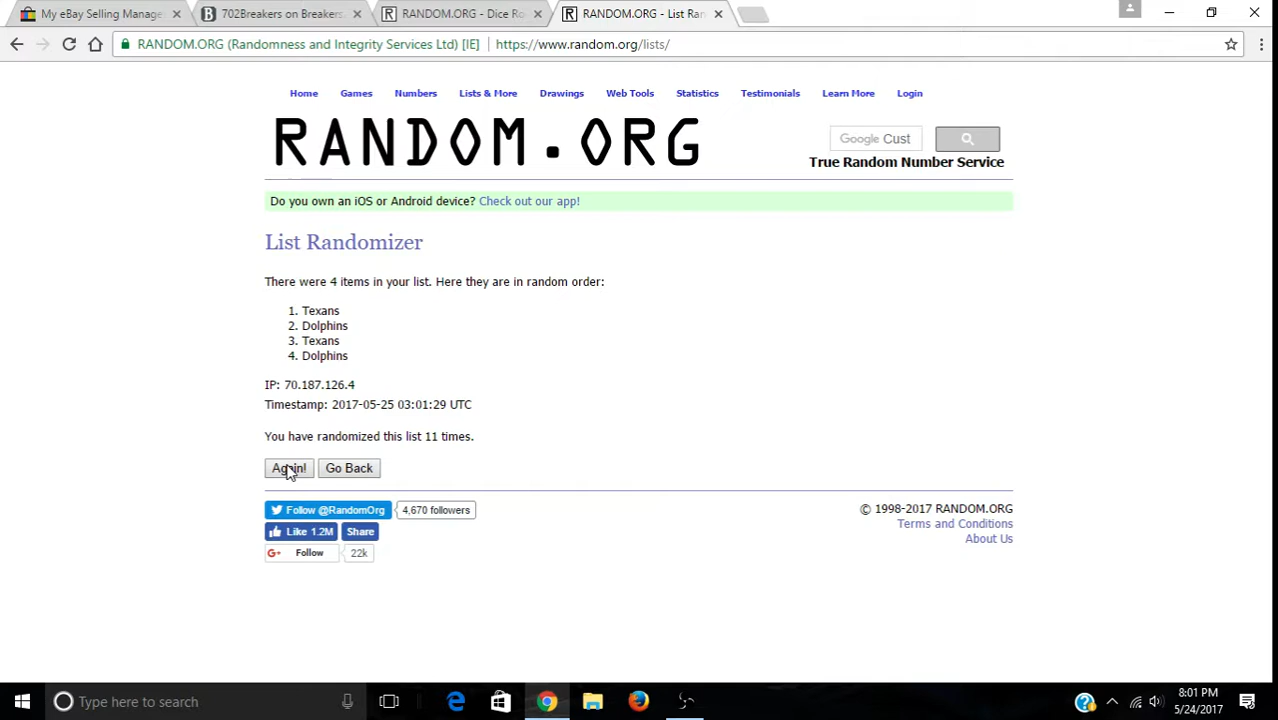 My eBay Selling Manage
702Breakers on Breakers.
RANDOM.ORG - Dice Ro
RANDOM.ORG - List Ran
RANDOM.ORG (Randomness and Integrity Services Ltd) [IE]
https://www.random.org/lists/
Home Games Numbers Lists & More Drawings Web Tools Statistics Testimonials Learn More Login
RANDOM.ORG
Google Cust
True Random Number Service
Do you own an iOS or Android device? Check out our app!
List Randomizer
There were 4 items in your list. Here they are in random order:
1. Texans
2. Dolphins
3. Texans
4. Dolphins
IP: 70.187.126.4
Timestamp: 2017-05-25 03:01:29 UTC
You have randomized this list 11 times.
Again! Go Back
Follow @RandomOrg 4,670 followers
Like 1.2M Share
G+ Follow 22k
© 1998-2017 RANDOM.ORG
Terms and Conditions
About Us
Type here to search
8:01 PM
5/24/2017